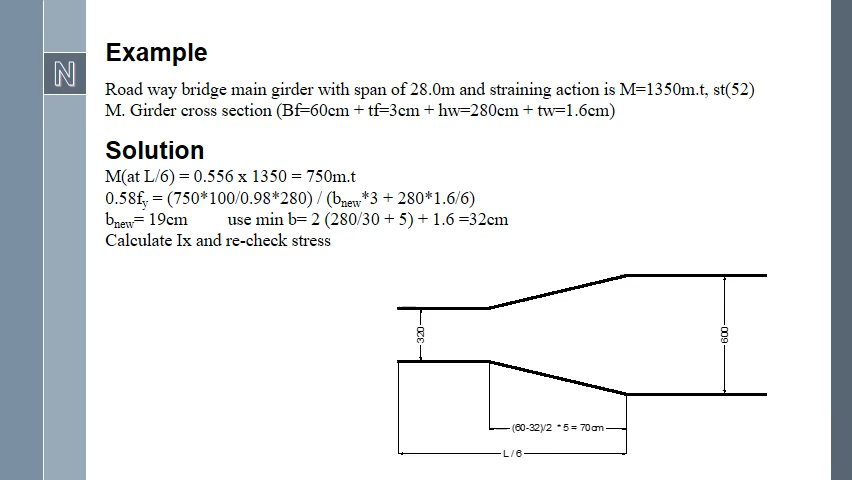 Example
N
Road way bridge main girder with span of 28.0m and straining action is M=1350m.t, st(52)
M. Girder cross section (Bf=60cm + tf=3cm + hw=280cm + tw=1.6cm)
Solution
M(at L/6) = 0.556 x 1350 = 750m.t
0.58fy = (750*100/0.98*280) / (bnew*3 + 280*1.6/6)
bnew= 19cm use min b= 2 (280/30 + 5) + 1.6 =32cm
Calculate Ix and re-check stress
320
600
(60-32)/2 * 5 = 70cm
L / 6